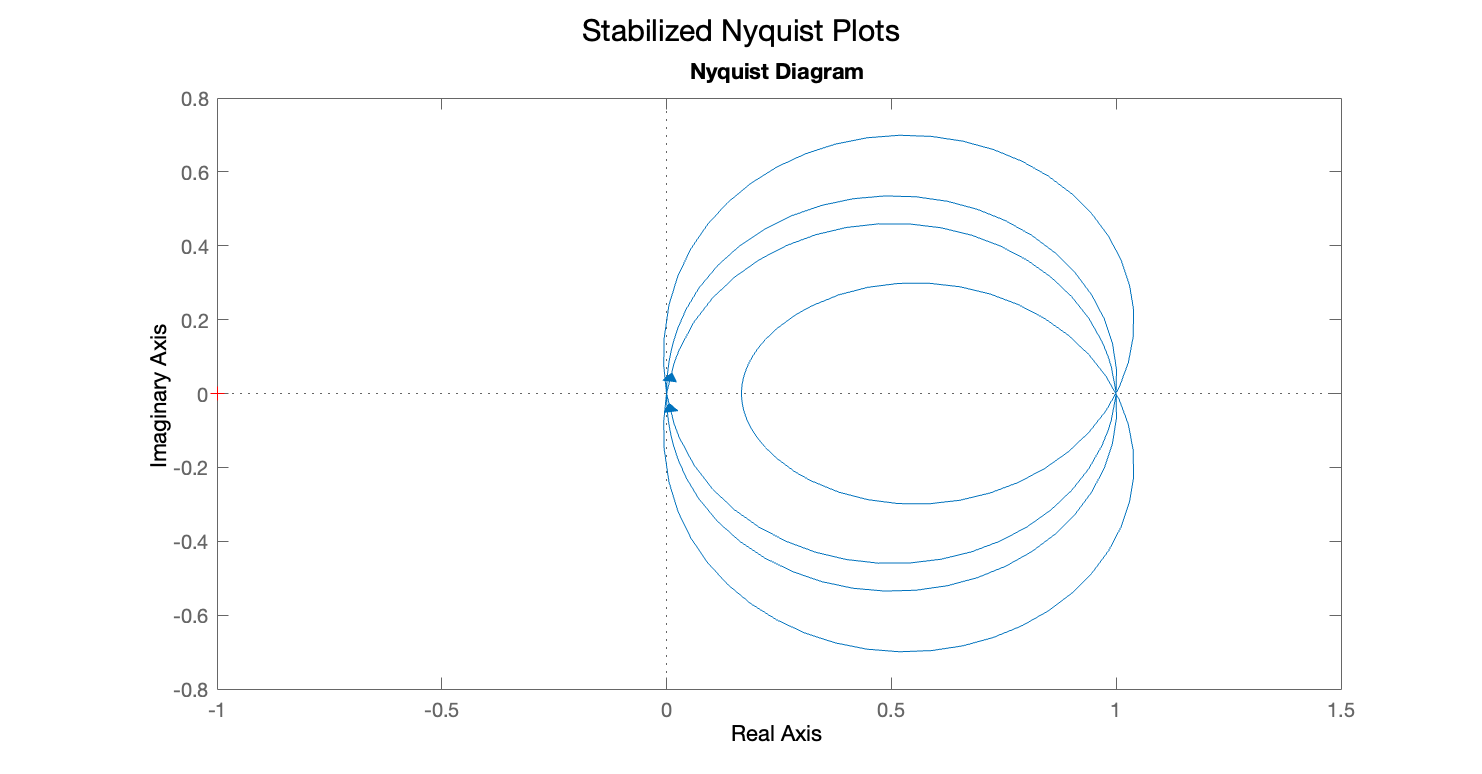 Stabilized Nyquist Plots
Nyquist Diagram
0.8
0.6
0.4
0.2
0
-0.2
-0.4
-0.6
-0.8
Imaginary Axis
-1 -0.5 0 0.5 1 1.5
Real Axis